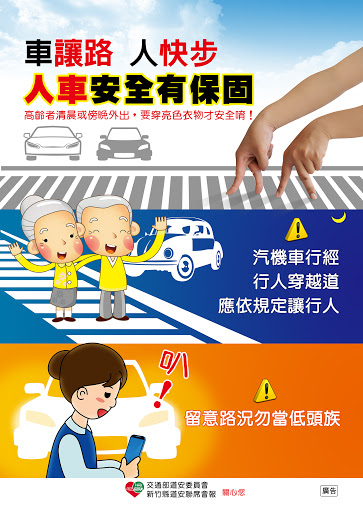 車讓路 人快步
人車安全有保固
高齡者清晨或傍晚外出，要穿亮色衣物才安全唷！
汽機車行經
行人穿越道
應依規定讓行人
叭!
留意路況勿當低頭族
交通部道安委員會
新竹縣道安聯席會報 關心您
廣告